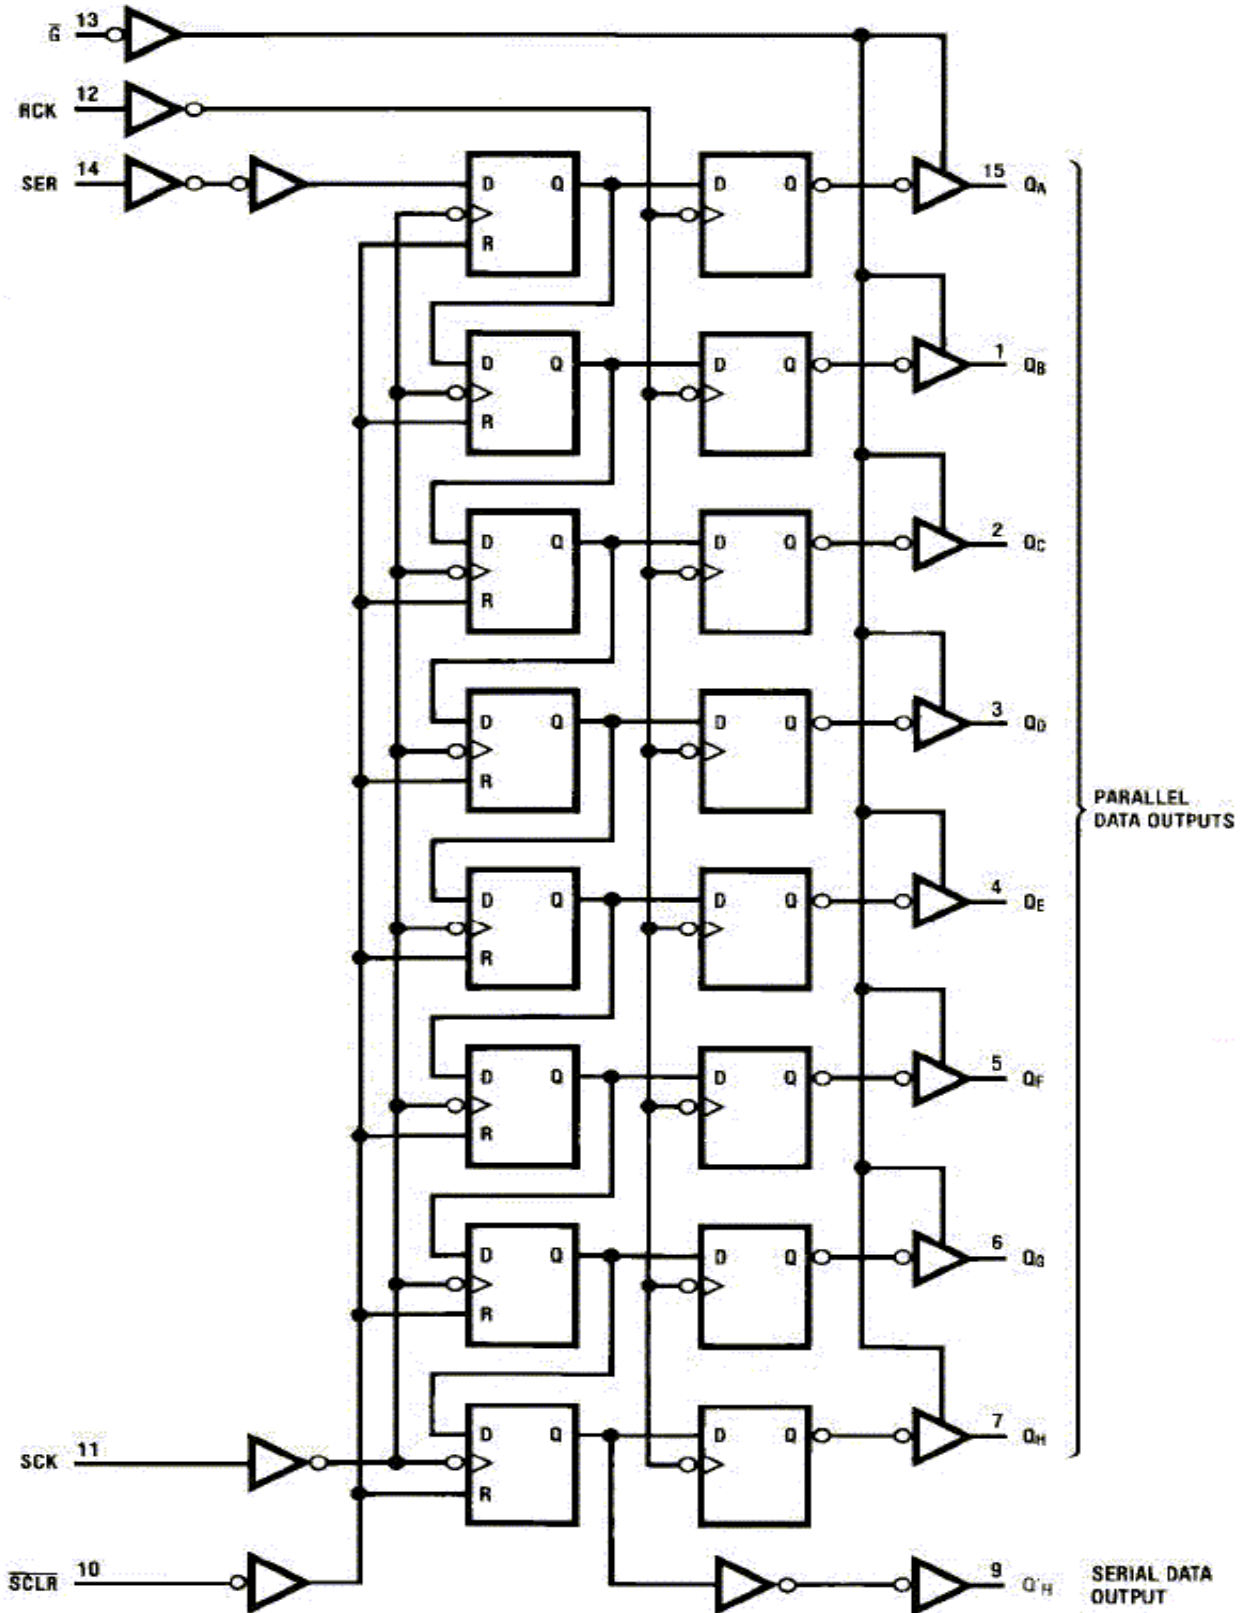 G̅ 13
RCK 12
SER 14
D Q
R
D Q
15 QA
D Q
R
D Q
1 QB
D Q
R
D Q
2 QC
D Q
R
D Q
3 QD
PARALLEL
DATA OUTPUTS
D Q
R
D Q
4 QE
D Q
R
D Q
5 QF
D Q
R
D Q
6 QG
D Q
R
D Q
7 QH
SCK 11
S̅C̅L̅R̅ 10
9 Q'H
SERIAL DATA
OUTPUT